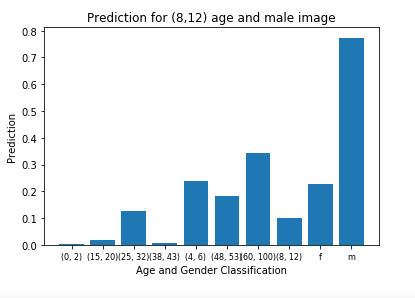 Prediction for (8,12) age and male image
0.8
0.7
0.6
0.5
0.4
0.3
0.2
0.1
0.0
Prediction
(0, 2) (15, 20)(25, 32)(38, 43) (4, 6) (48, 53)(60, 100)(8, 12) f m
Age and Gender Classification